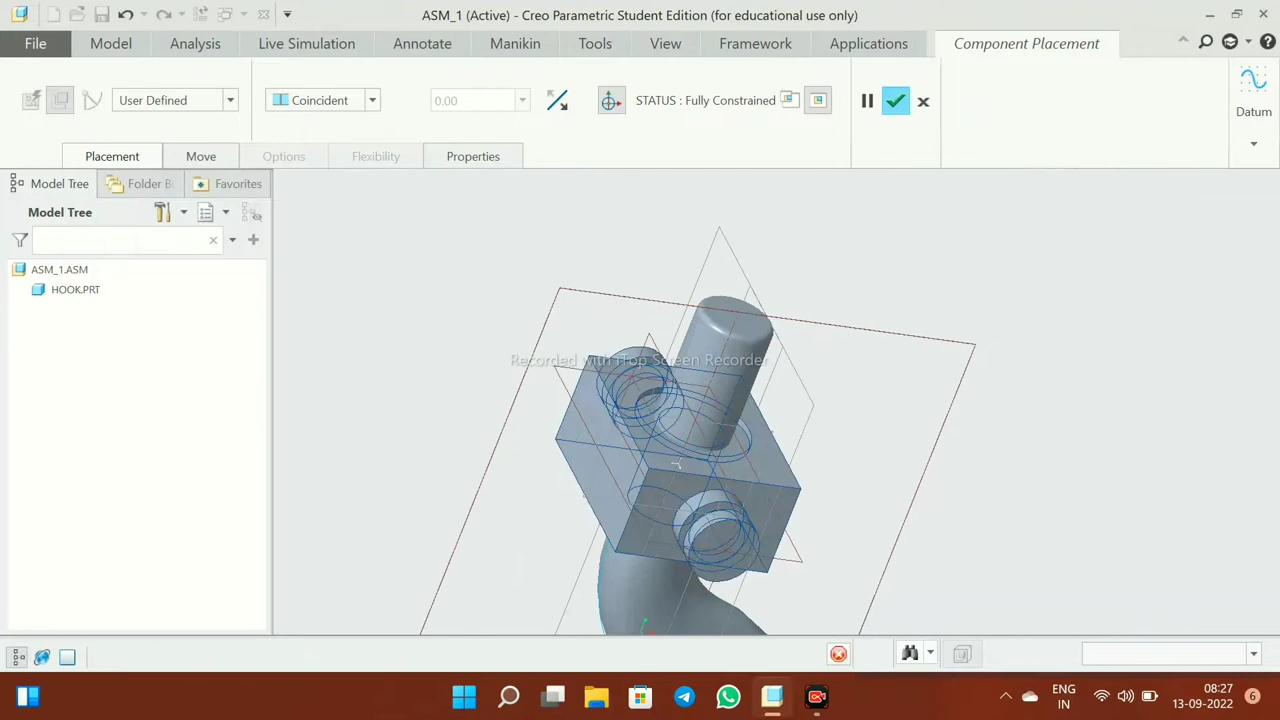 ASM_1 (Active) - Creo Parametric Student Edition (for educational use only)
File Model Analysis Live Simulation Annotate Manikin Tools View Framework Applications Component Placement
User Defined Coincident 0.00 STATUS : Fully Constrained
Datum
Placement Move Options Flexibility Properties
Model Tree Folder B Favorites
Model Tree
ASM_1.ASM
HOOK.PRT
Recorded with iTop Screen Recorder
ENG
IN
08:27
13-09-2022
6